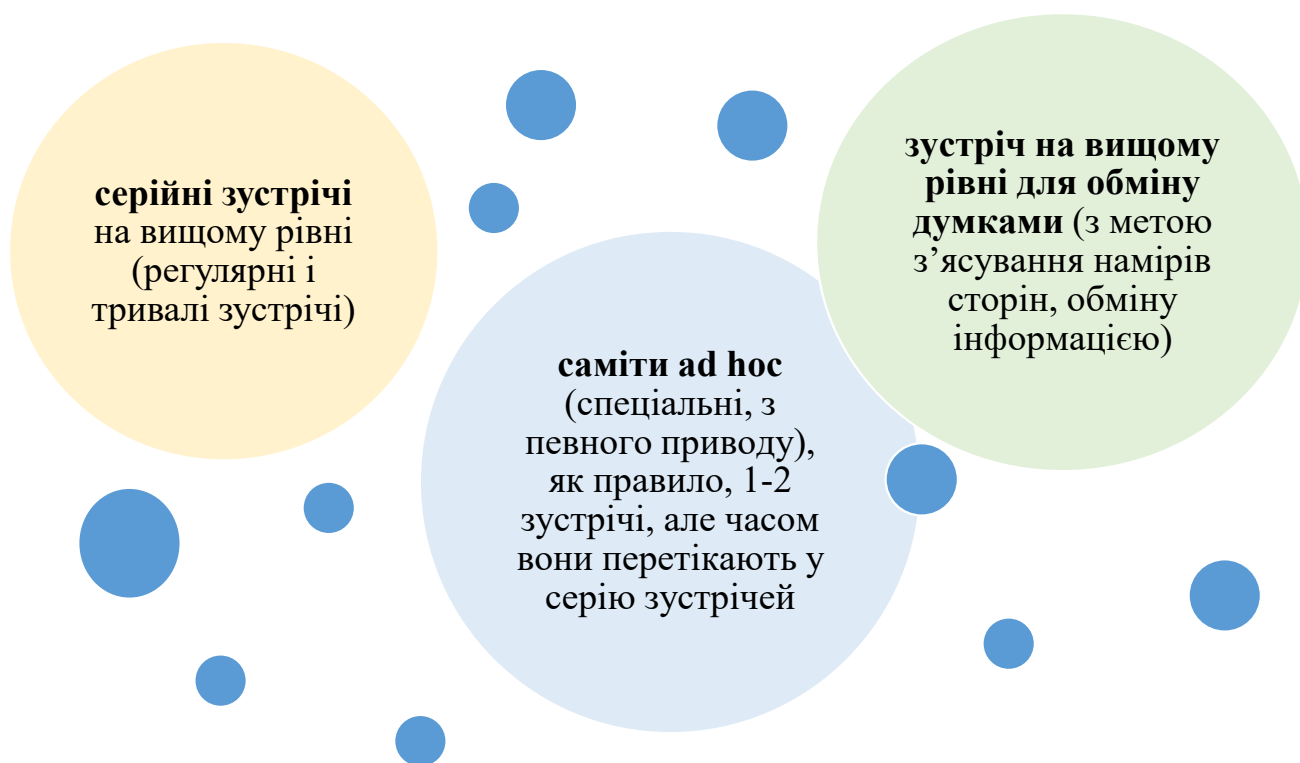 серійні зустрічі
на вищому рівні
(регулярні і
тривалі зустрічі)
саміти ad hoc
(спеціальні, з
певного приводу),
як правило, 1-2
зустрічі, але часом
вони перетікають у
серію зустрічей
зустріч на вищому
рівні для обміну
думками (з метою
з’ясування намірів
сторін, обміну
інформацією)